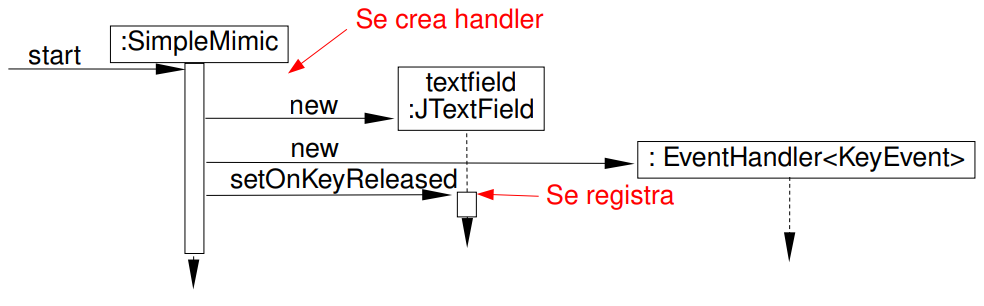 Se crea handler
:SimpleMimic
start
textfield
:JTextField
new
new
: EventHandler<KeyEvent>
setOnKeyReleased
Se registra